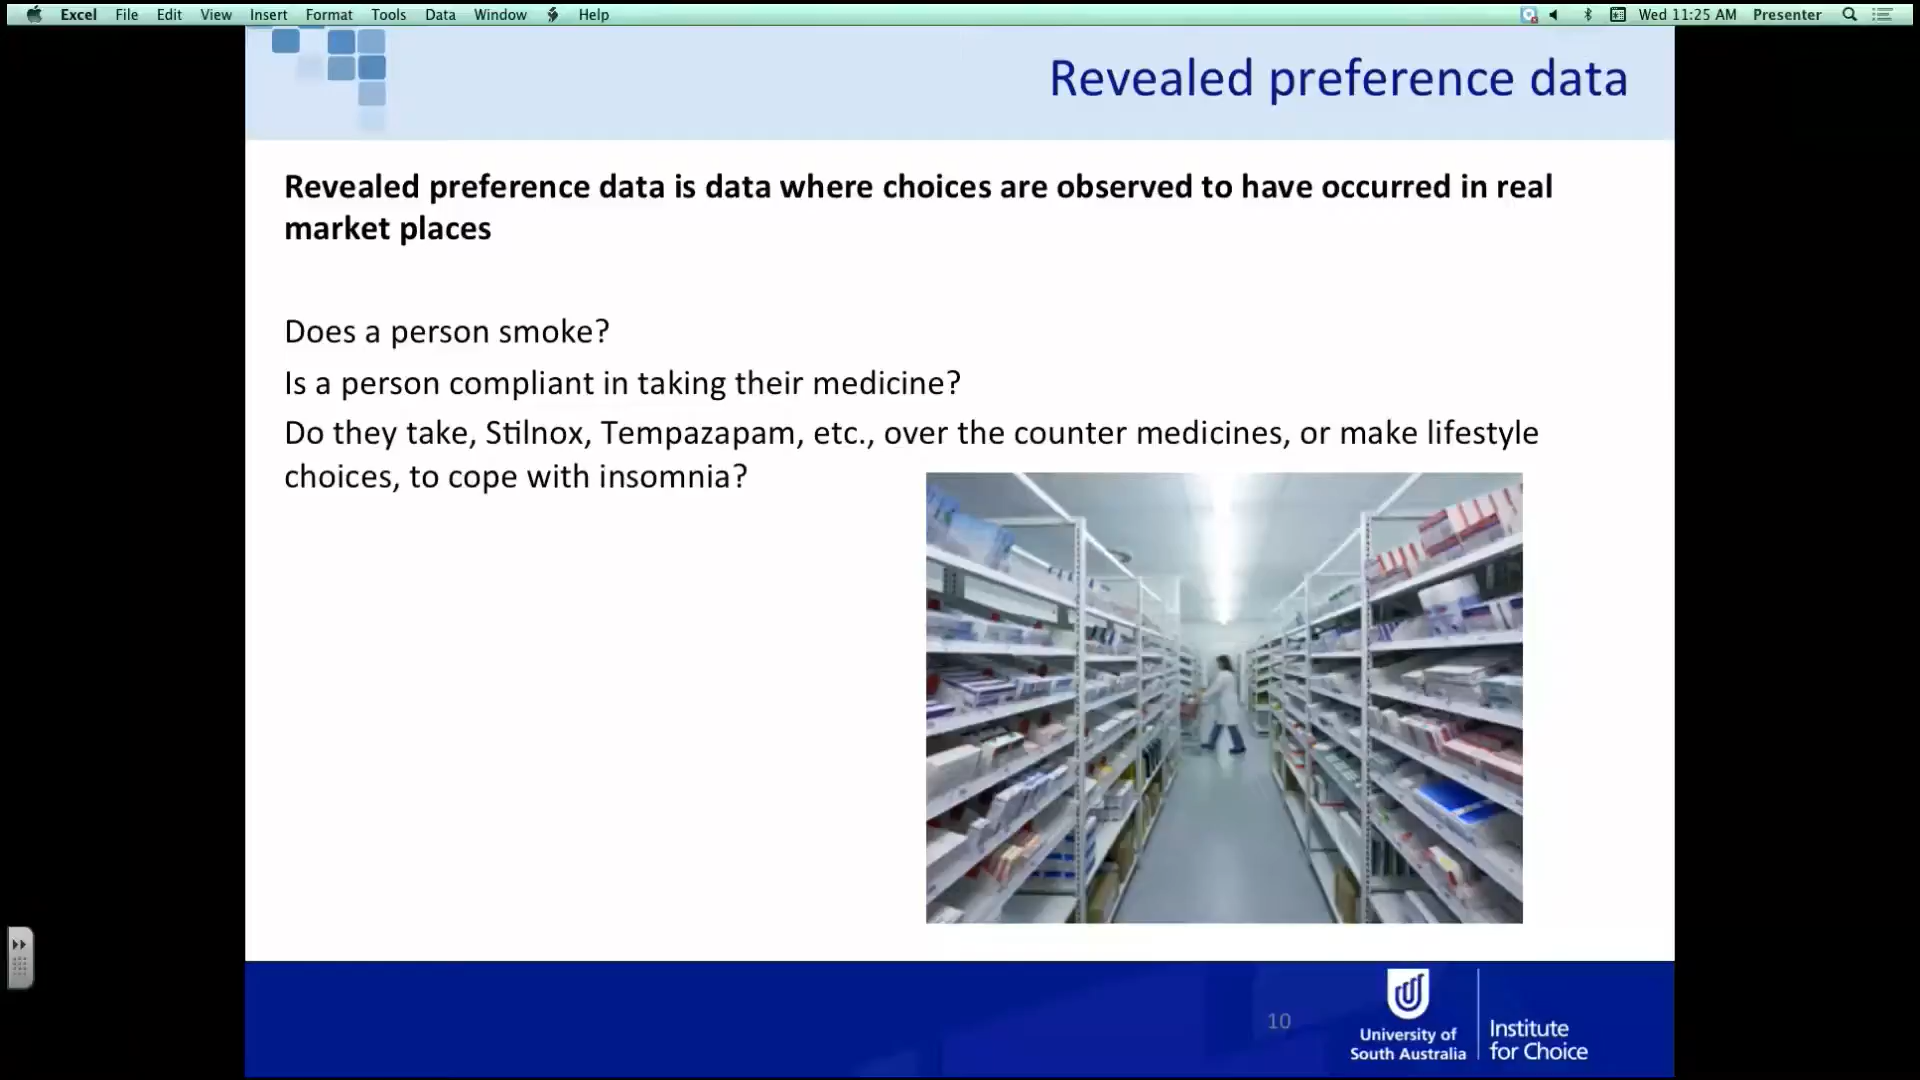 Excel File Edit View Insert Format Tools Data Window Help Wed 11:25 AM Presenter
Revealed preference data
Revealed preference data is data where choices are observed to have occurred in real
market places
Does a person smoke?
Is a person compliant in taking their medicine?
Do they take, Stilnox, Tempazapam, etc., over the counter medicines, or make lifestyle
choices, to cope with insomnia?
10
University of
South Australia
Institute
for Choice